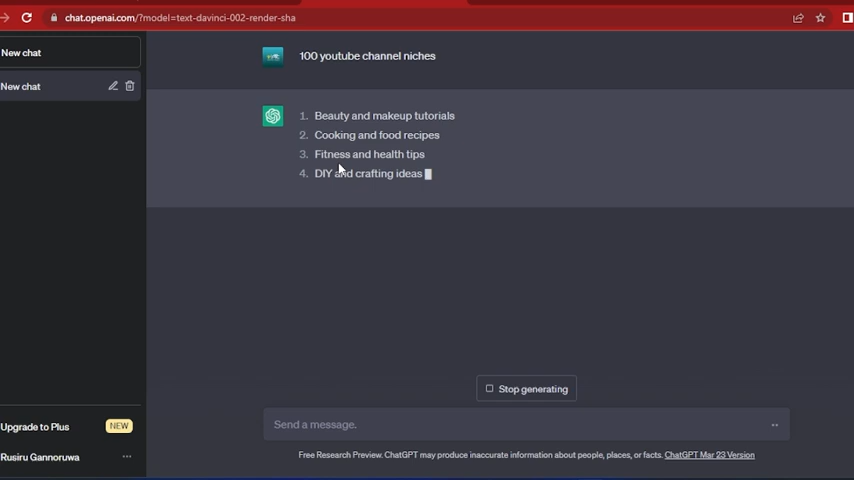 chat.openai.com/?model=text-davinci-002-render-sha
New chat
100 youtube channel niches
New chat
1. Beauty and makeup tutorials
2. Cooking and food recipes
3. Fitness and health tips
4. DIY and crafting ideas
Stop generating
Send a message.
Upgrade to Plus NEW
Free Research Preview. ChatGPT may produce inaccurate information about people, places, or facts. ChatGPT Mar 23 Version
Rusiru Gannoruwa